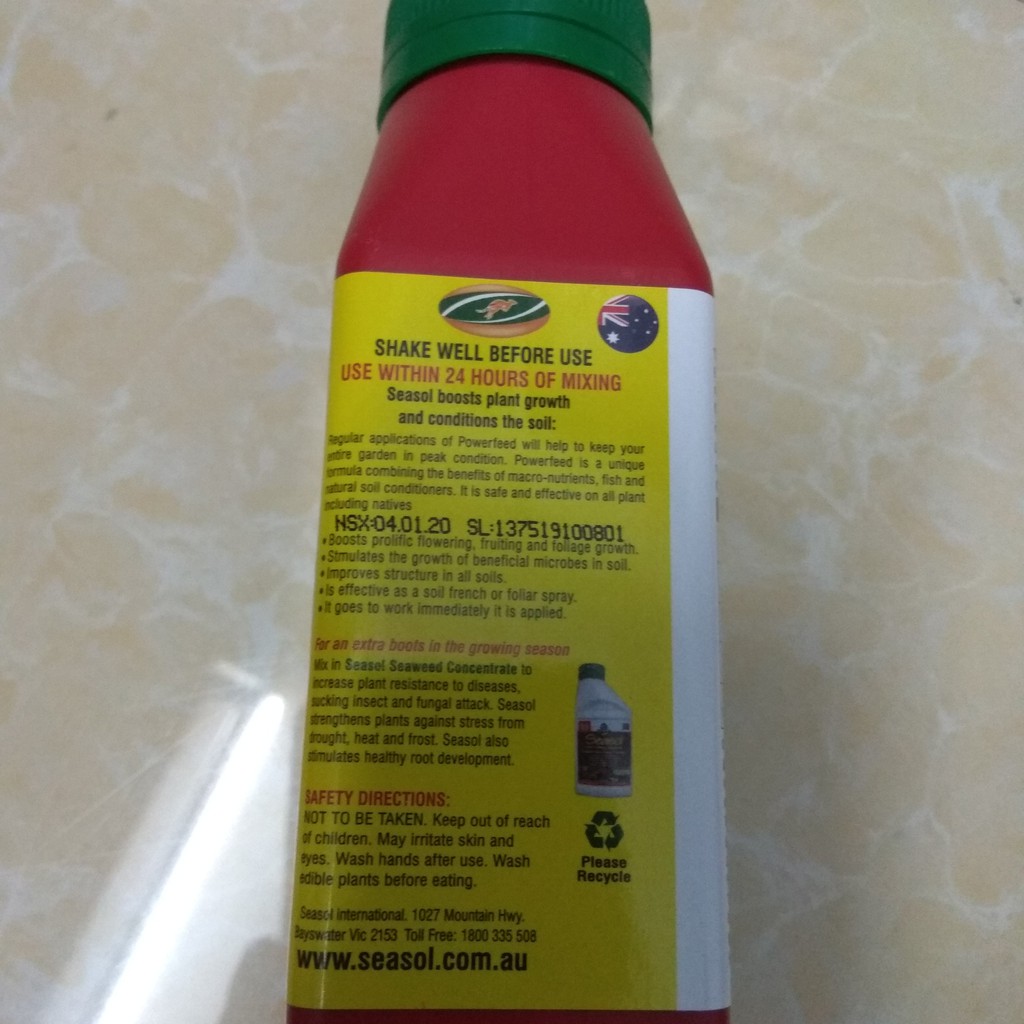 SHAKE WELL BEFORE USE
USE WITHIN 24 HOURS OF MIXING
Seasol boosts plant growth
and conditions the soil:
Regular applications of Powerfeed will help to keep your
entire garden in peak condition. Powerfeed is a unique
formula combining the benefits of macro-nutrients, fish and
natural soil conditioners. It is safe and effective on all plant
including natives
NSX:04.01.20 SL:137519100801
• Boosts prolific flowering, fruiting and foliage growth.
• Stmulates the growth of beneficial microbes in soil.
• Improves structure in all soils.
• Is effective as a soil french or foliar spray.
• It goes to work immediately it is applied.
For an extra boots in the growing season
Mix in Seasol Seaweed Concentrate to
increase plant resistance to diseases,
sucking insect and fungal attack. Seasol
strengthens plants against stress from
drought, heat and frost. Seasol also
stimulates healthy root development.
SAFETY DIRECTIONS:
NOT TO BE TAKEN. Keep out of reach
of children. May irritate skin and
eyes. Wash hands after use. Wash
edible plants before eating.
Please
Recycle
Seasol international. 1027 Mountain Hwy.
Bayswater Vic 2153 Toll Free: 1800 335 508
www.seasol.com.au